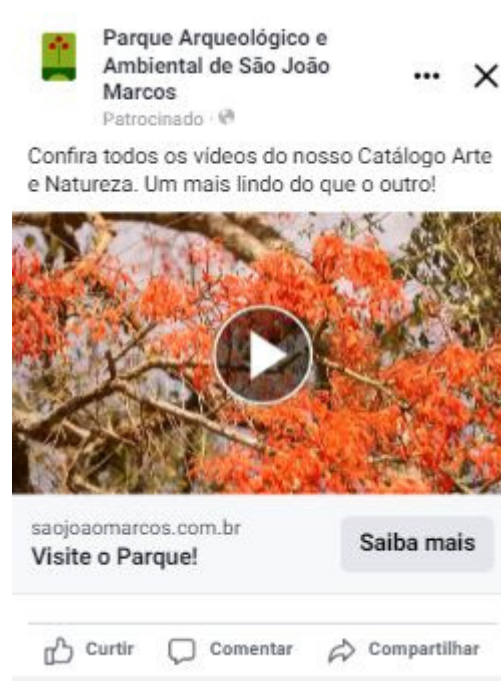 Parque Arqueológico e
Ambiental de São João
Marcos
Patrocinado ·
Confira todos os vídeos do nosso Catálogo Arte
e Natureza. Um mais lindo do que o outro!
saojoaomarcos.com.br
Visite o Parque!
Saiba mais
Curtir
Comentar
Compartilhar